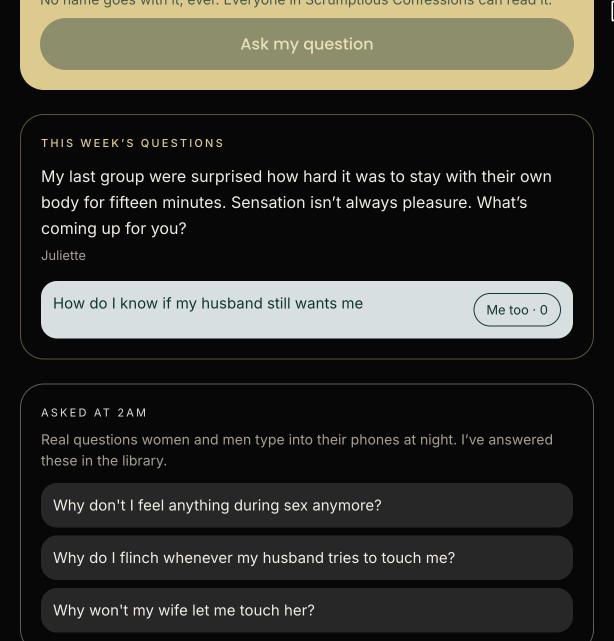 No name goes with it, ever. Everyone in Scrumptious Confessions can read it.
Ask my question
THIS WEEK’S QUESTIONS
My last group were surprised how hard it was to stay with their own
body for fifteen minutes. Sensation isn’t always pleasure. What’s
coming up for you?
Juliette
How do I know if my husband still wants me
Me too · 0
ASKED AT 2AM
Real questions women and men type into their phones at night. I’ve answered
these in the library.
Why don't I feel anything during sex anymore?
Why do I flinch whenever my husband tries to touch me?
Why won't my wife let me touch her?